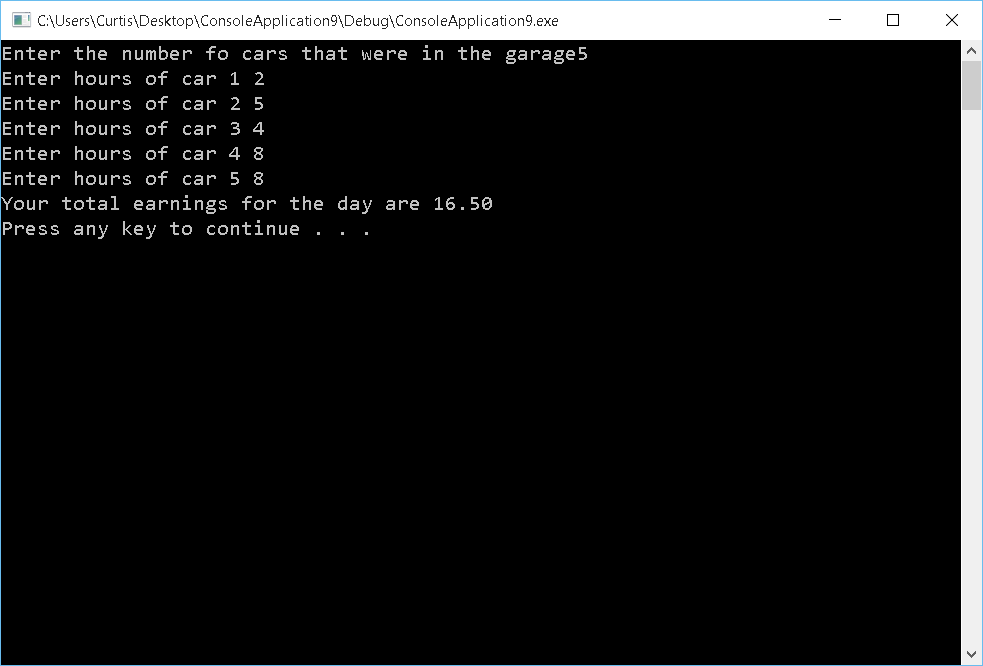 C:\Users\Curtis\Desktop\ConsoleApplication9\Debug\ConsoleApplication9.exe
Enter the number fo cars that were in the garage5
Enter hours of car 1 2
Enter hours of car 2 5
Enter hours of car 3 4
Enter hours of car 4 8
Enter hours of car 5 8
Your total earnings for the day are 16.50
Press any key to continue . . .